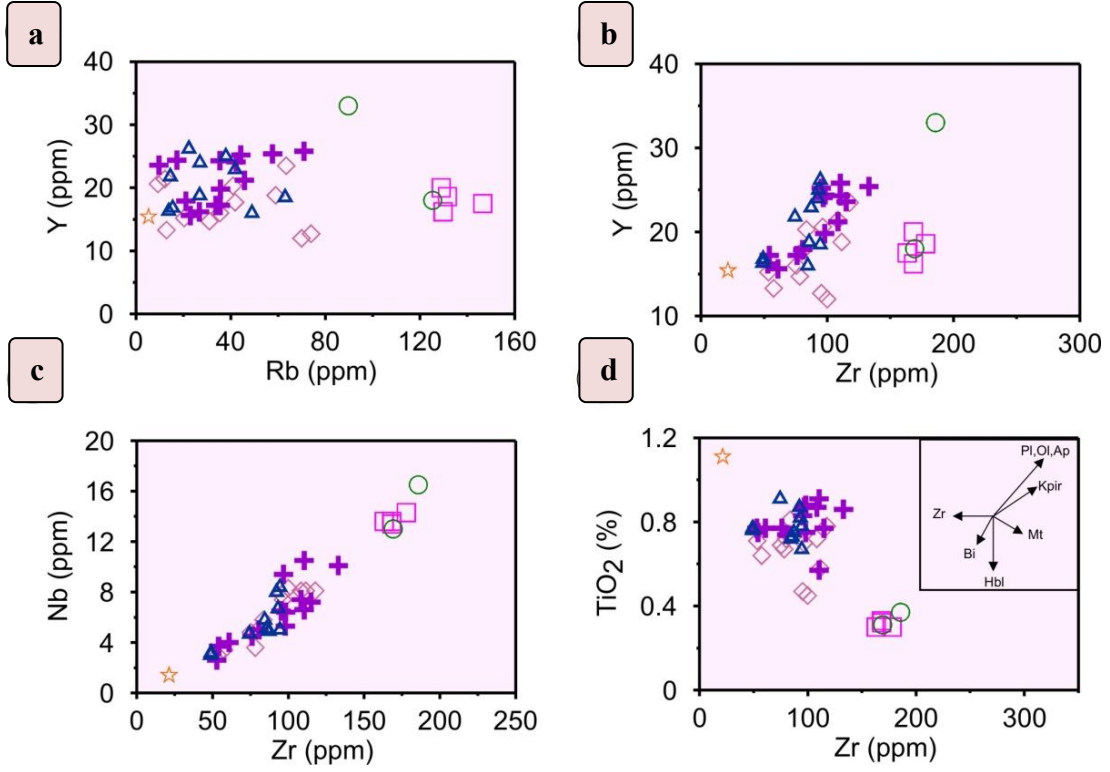 a
40
30
20
10
0
Y (ppm)
0 40 80 120 160
Rb (ppm)
b
40
30
20
10
Y (ppm)
0 100 200 300
Zr (ppm)
c
20
16
12
8
4
0
Nb (ppm)
0 50 100 150 200 250
Zr (ppm)
d
1.2
0.8
0.4
0
TiO2 (%)
Pl,Ol,Ap
Kpir
Zr
Mt
Bi
Hbl
0 100 200 300
Zr (ppm)